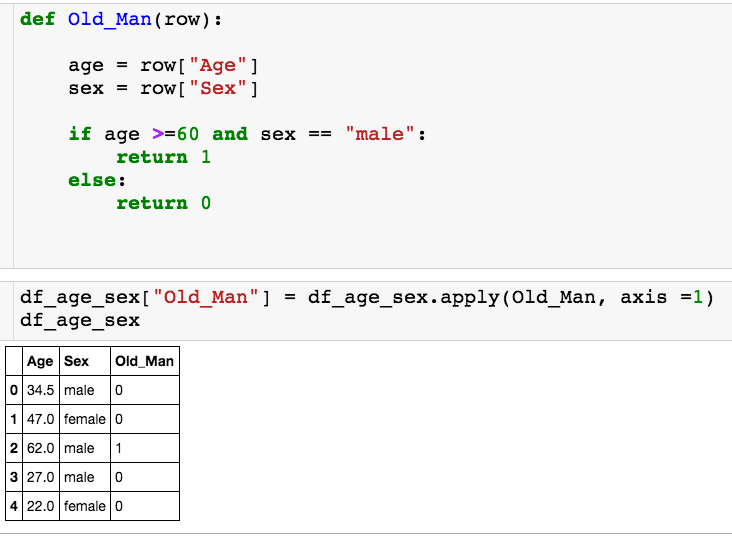 def Old_Man(row):
    age = row["Age"]
    sex = row["Sex"]
    if age >=60 and sex == "male":
        return 1
    else:
        return 0
df_age_sex["Old_Man"] = df_age_sex.apply(Old_Man, axis =1)
df_age_sex
Age Sex Old_Man
0 34.5 male 0
1 47.0 female 0
2 62.0 male 1
3 27.0 male 0
4 22.0 female 0